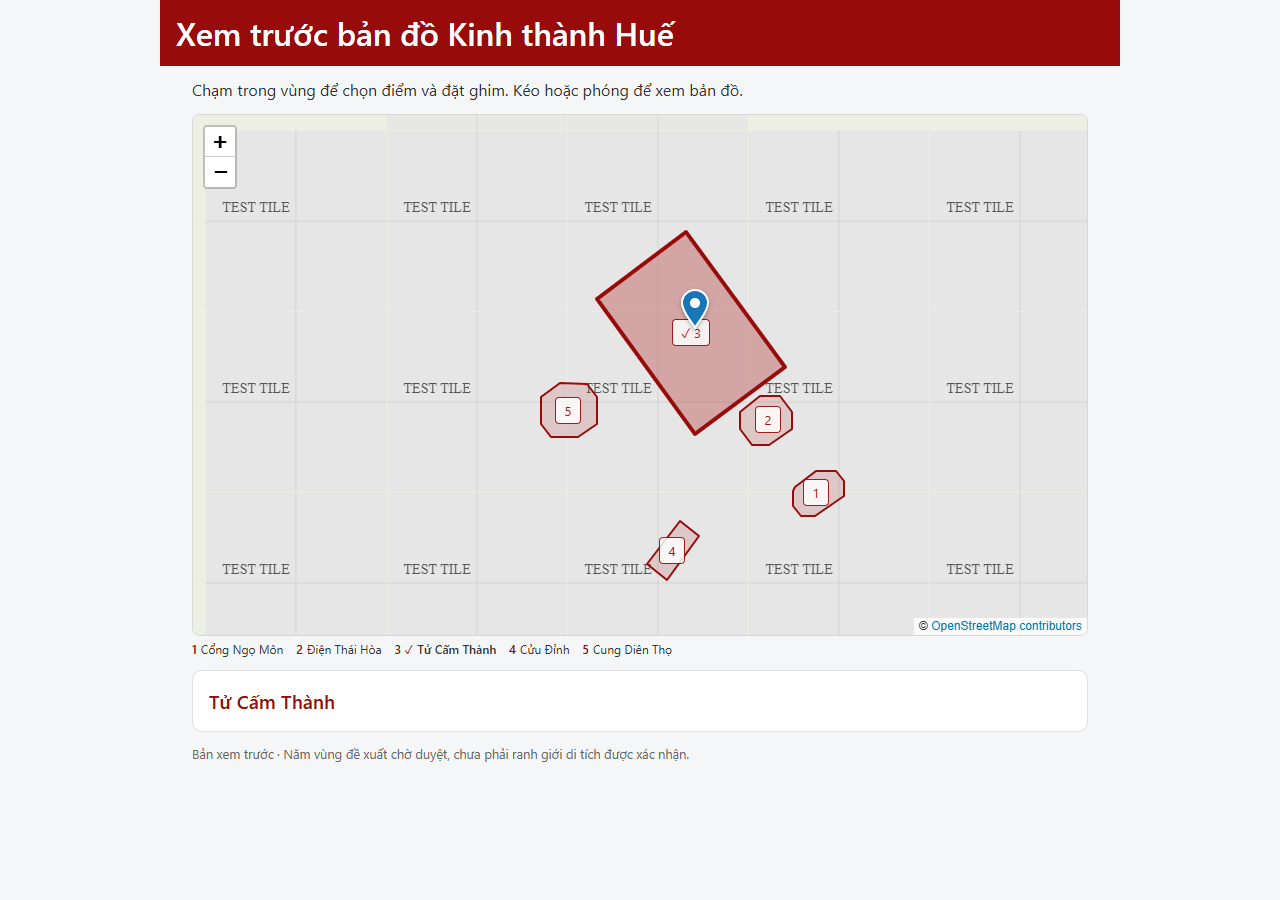 Xem trước bản đồ Kinh thành Huế
Chạm trong vùng để chọn điểm và đặt ghim. Kéo hoặc phóng để xem bản đồ.
+
−
TEST TILE TEST TILE TEST TILE TEST TILE TEST TILE
✓ 3
TEST TILE TEST TILE TEST TILE TEST TILE TEST TILE
5
2
1
4
TEST TILE TEST TILE TEST TILE TEST TILE TEST TILE
© OpenStreetMap contributors
1 Cổng Ngọ Môn 2 Điện Thái Hòa 3 ✓ Tử Cấm Thành 4 Cửu Đỉnh 5 Cung Diên Thọ
Tử Cấm Thành
Bản xem trước · Năm vùng đề xuất chờ duyệt, chưa phải ranh giới di tích được xác nhận.